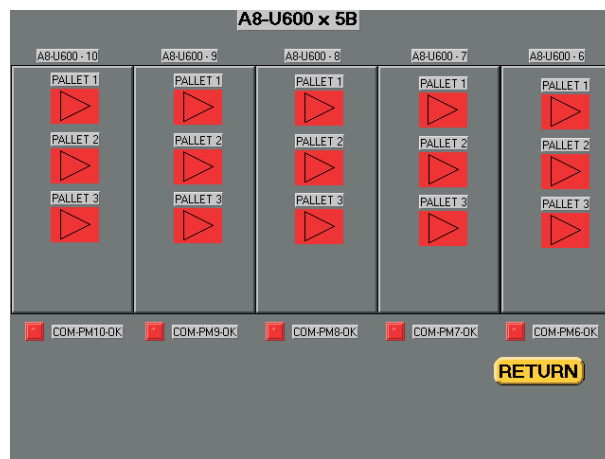 A8-U600 x 5B
A8-U600 - 10 A8-U600 - 9 A8-U600 - 8 A8-U600 - 7 A8-U600 - 6
PALLET 1 PALLET 1 PALLET 1 PALLET 1 PALLET 1
PALLET 2 PALLET 2 PALLET 2 PALLET 2 PALLET 2
PALLET 3 PALLET 3 PALLET 3 PALLET 3 PALLET 3
COM-PM10-OK COM-PM9-OK COM-PM8-OK COM-PM7-OK COM-PM6-OK
RETURN